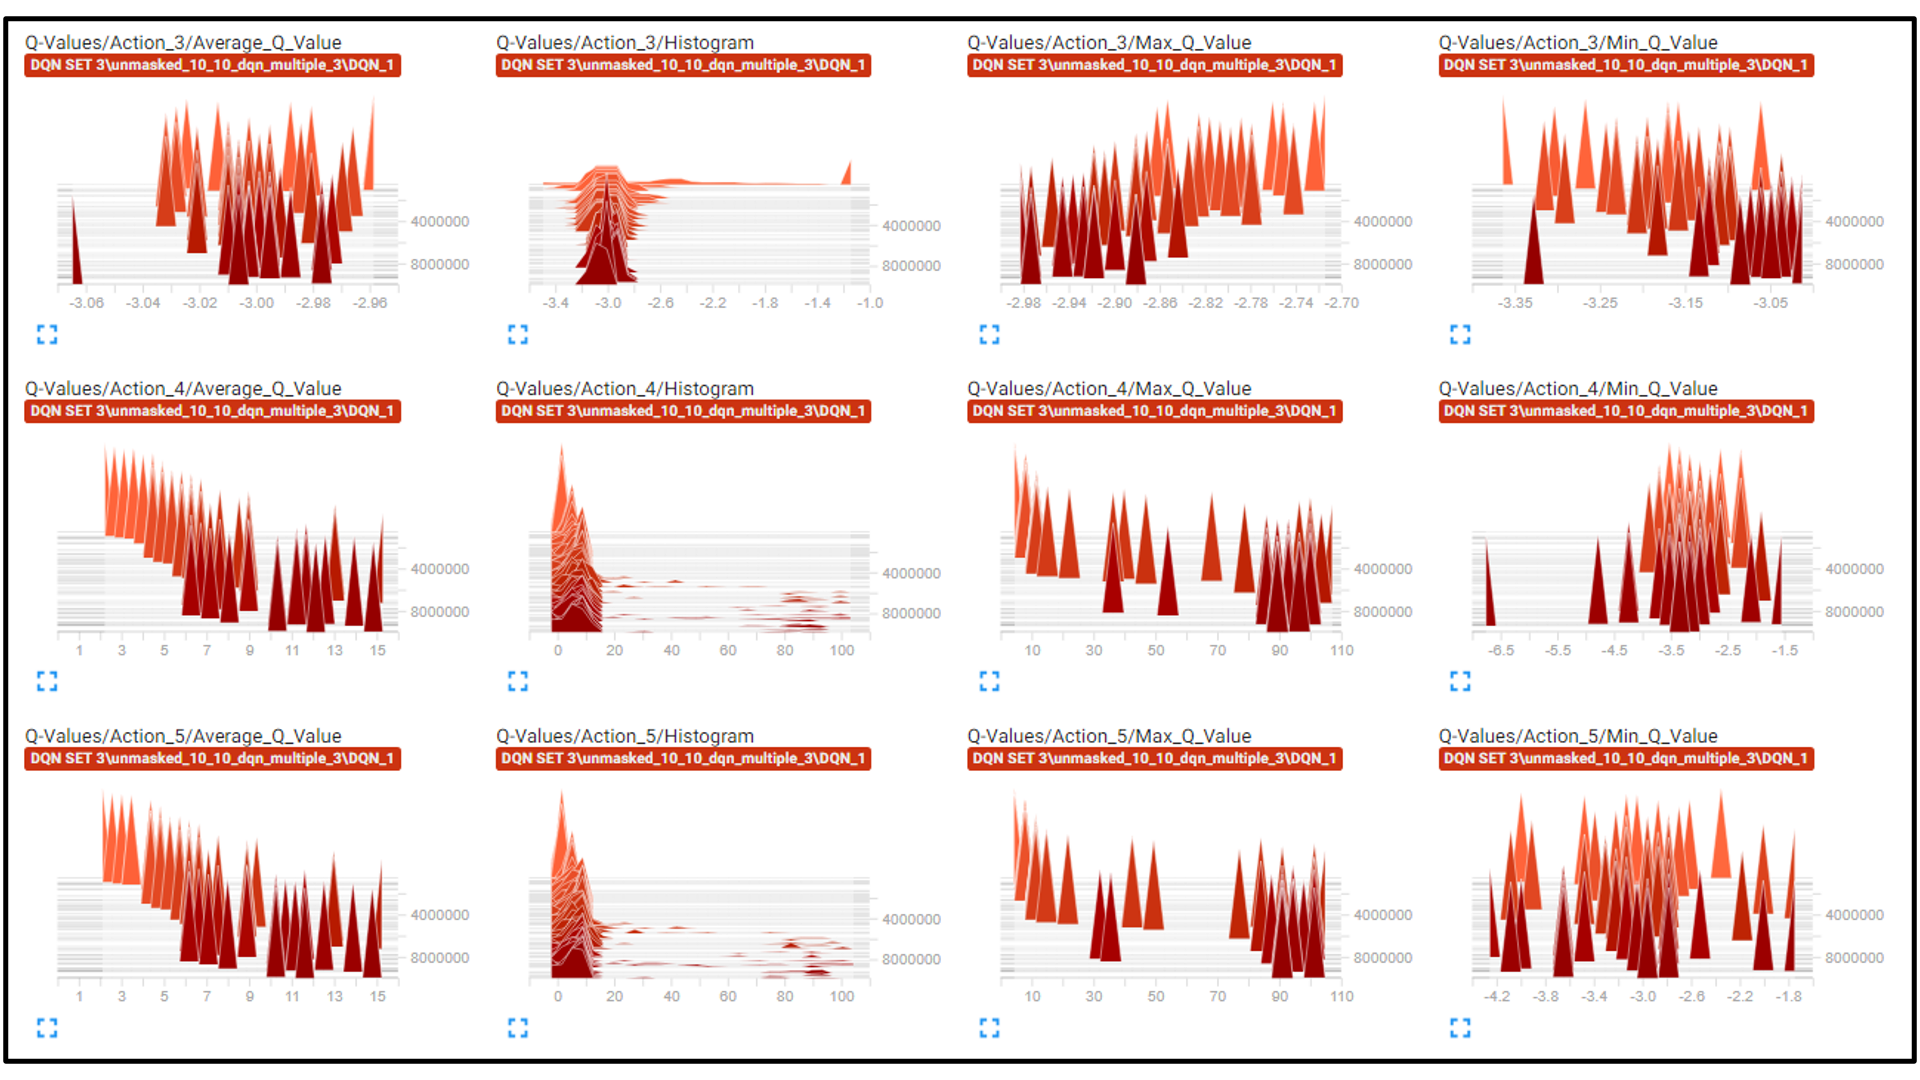 Q-Values/Action_3/Average_Q_Value
DQN SET 3\unmasked_10_10_dqn_multiple_3\DQN_1
4000000
8000000
-3.06 -3.04 -3.02 -3.00 -2.98 -2.96
Q-Values/Action_3/Histogram
DQN SET 3\unmasked_10_10_dqn_multiple_3\DQN_1
4000000
8000000
-3.4 -3.0 -2.6 -2.2 -1.8 -1.4 -1.0
Q-Values/Action_3/Max_Q_Value
DQN SET 3\unmasked_10_10_dqn_multiple_3\DQN_1
4000000
8000000
-2.98 -2.94 -2.90 -2.86 -2.82 -2.78 -2.74 -2.70
Q-Values/Action_3/Min_Q_Value
DQN SET 3\unmasked_10_10_dqn_multiple_3\DQN_1
4000000
8000000
-3.35 -3.25 -3.15 -3.05
Q-Values/Action_4/Average_Q_Value
DQN SET 3\unmasked_10_10_dqn_multiple_3\DQN_1
4000000
8000000
1 3 5 7 9 11 13 15
Q-Values/Action_4/Histogram
DQN SET 3\unmasked_10_10_dqn_multiple_3\DQN_1
4000000
8000000
0 20 40 60 80 100
Q-Values/Action_4/Max_Q_Value
DQN SET 3\unmasked_10_10_dqn_multiple_3\DQN_1
4000000
8000000
10 30 50 70 90 110
Q-Values/Action_4/Min_Q_Value
DQN SET 3\unmasked_10_10_dqn_multiple_3\DQN_1
4000000
8000000
-6.5 -5.5 -4.5 -3.5 -2.5 -1.5
Q-Values/Action_5/Average_Q_Value
DQN SET 3\unmasked_10_10_dqn_multiple_3\DQN_1
4000000
8000000
1 3 5 7 9 11 13 15
Q-Values/Action_5/Histogram
DQN SET 3\unmasked_10_10_dqn_multiple_3\DQN_1
4000000
8000000
0 20 40 60 80 100
Q-Values/Action_5/Max_Q_Value
DQN SET 3\unmasked_10_10_dqn_multiple_3\DQN_1
4000000
8000000
10 30 50 70 90 110
Q-Values/Action_5/Min_Q_Value
DQN SET 3\unmasked_10_10_dqn_multiple_3\DQN_1
4000000
8000000
-4.2 -3.8 -3.4 -3.0 -2.6 -2.2 -1.8